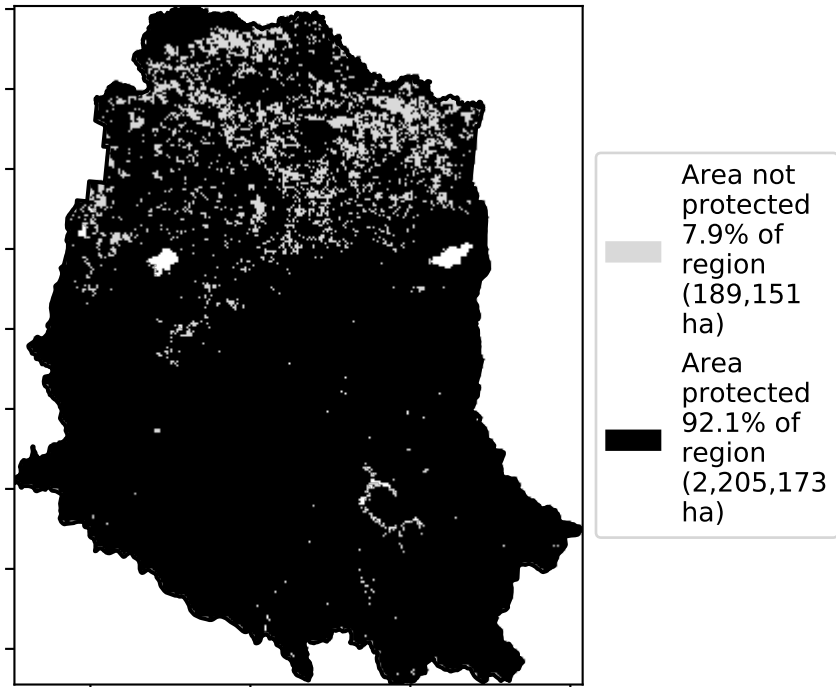 Area not
protected
7.9% of
region
(189,151
ha)
Area
protected
92.1% of
region
(2,205,173
ha)